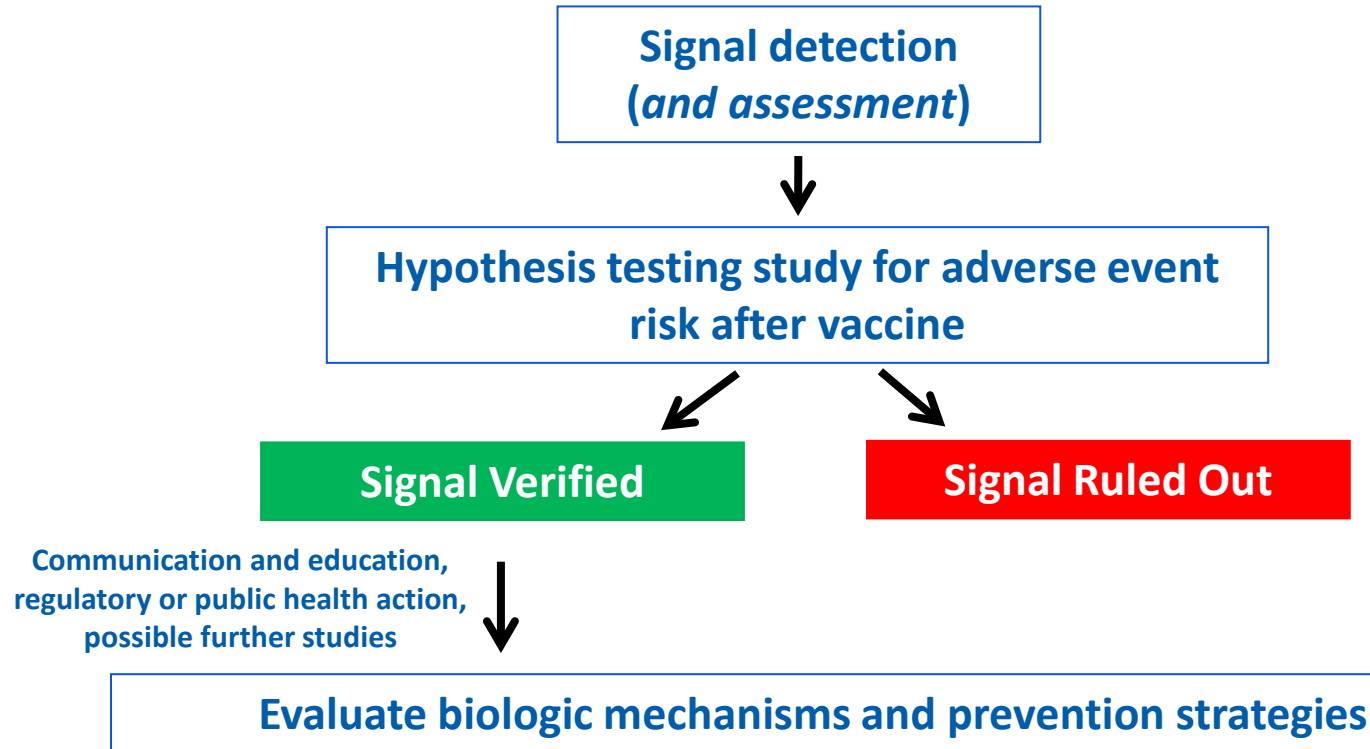 Signal detection
(and assessment)
Hypothesis testing study for adverse event
risk after vaccine
Signal Verified
Signal Ruled Out
Communication and education,
regulatory or public health action,
possible further studies
Evaluate biologic mechanisms and prevention strategies